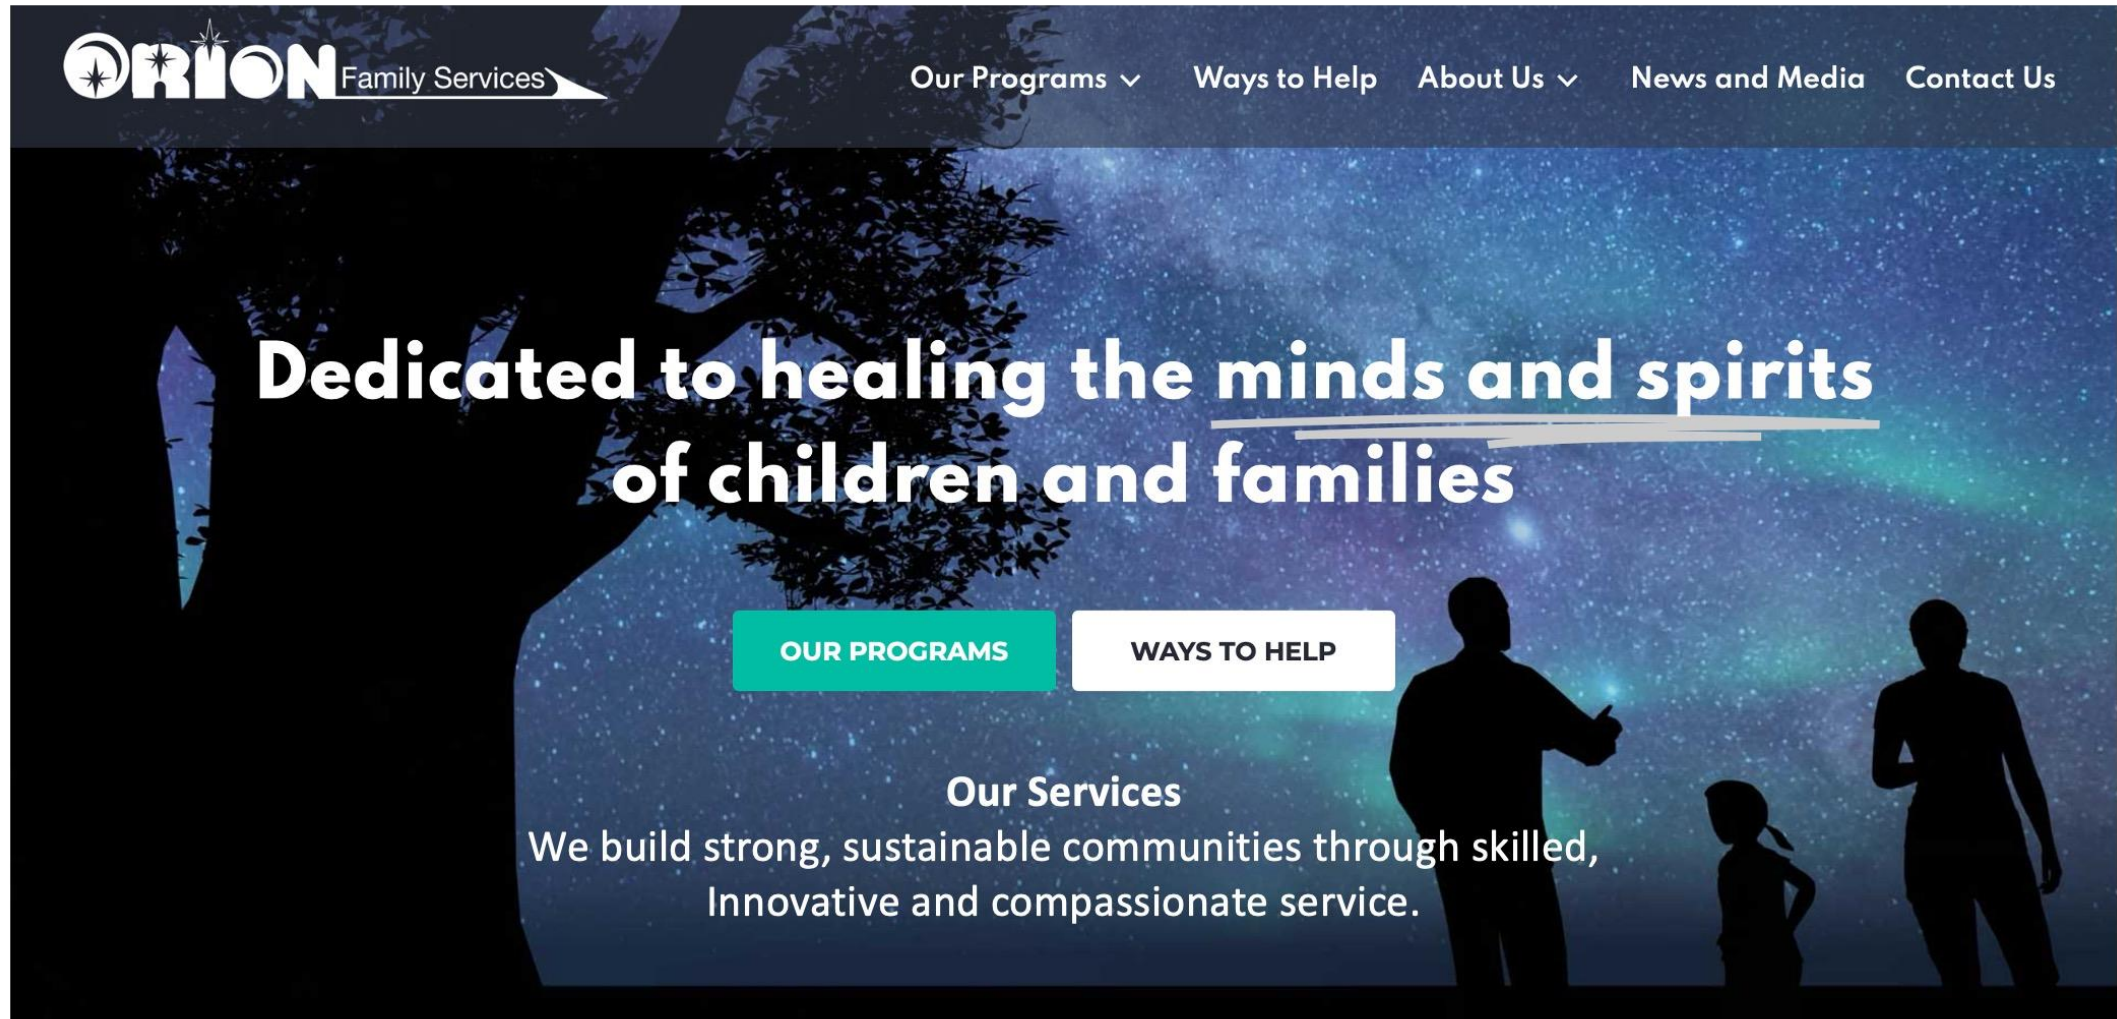 ORION Family Services
Our Programs Ways to Help About Us News and Media Contact Us
Dedicated to healing the minds and spirits
of children and families
OUR PROGRAMS WAYS TO HELP
Our Services
We build strong, sustainable communities through skilled,
Innovative and compassionate service.